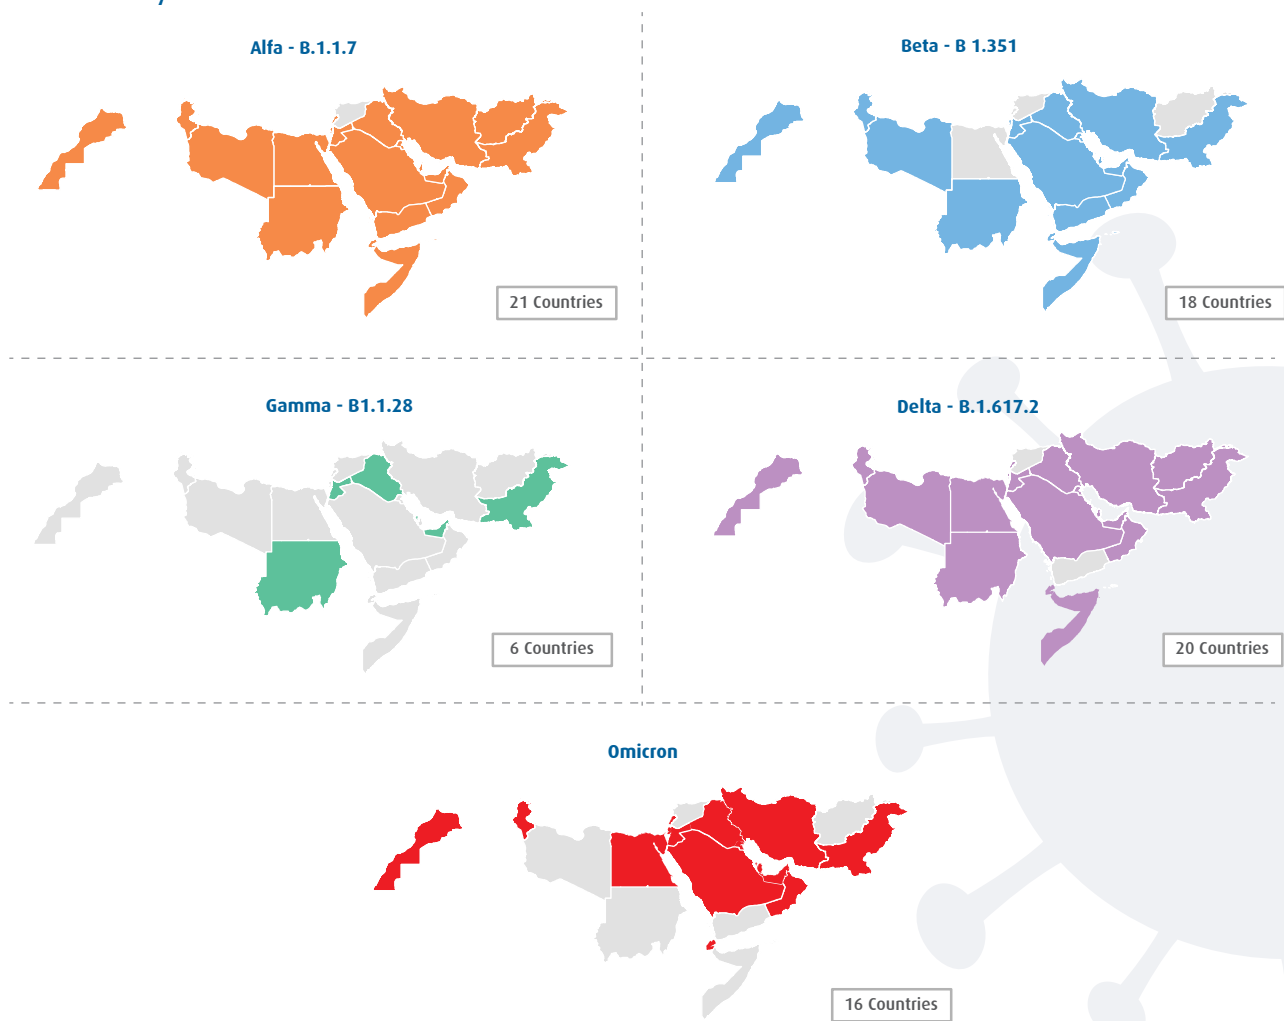 Alfa - B.1.1.7
Beta - B 1.351
21 Countries
18 Countries
Gamma - B1.1.28
Delta - B.1.617.2
6 Countries
20 Countries
Omicron
16 Countries